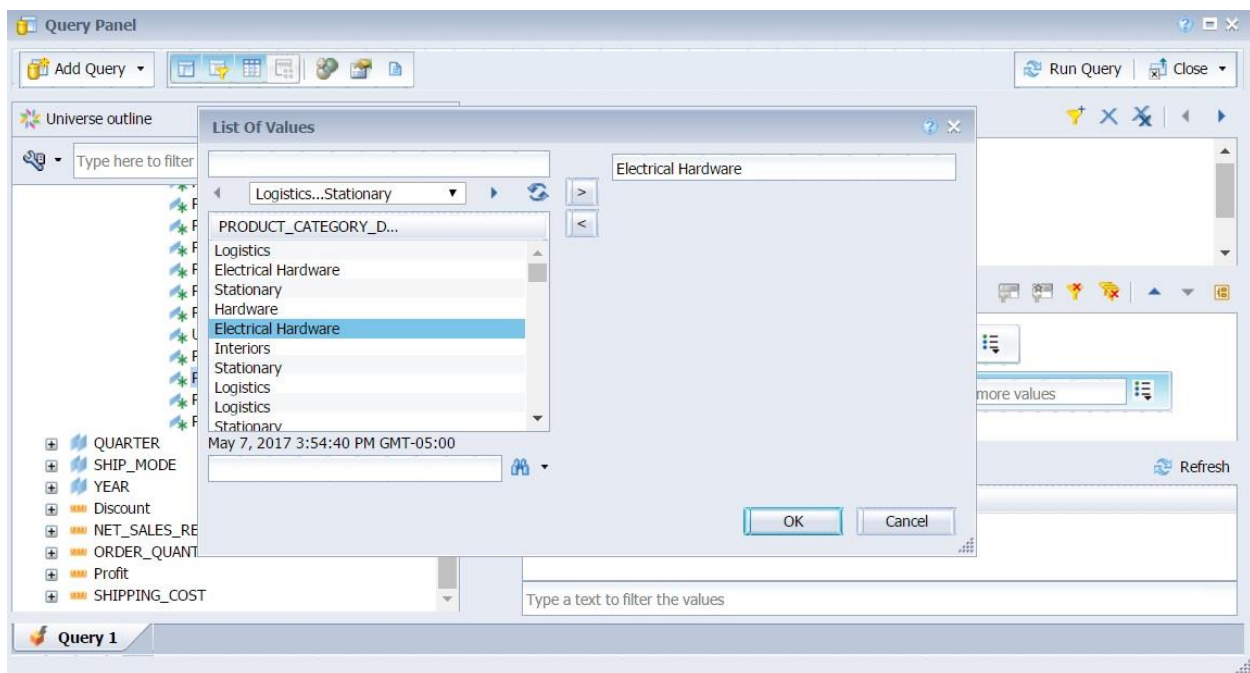 Query Panel
Add Query
Run Query
Close
Universe outline
Type here to filter
List Of Values
Logistics...Stationary
PRODUCT_CATEGORY_D...
Logistics
Electrical Hardware
Stationary
Hardware
Electrical Hardware
Interiors
Stationary
Logistics
Logistics
Stationary
May 7, 2017 3:54:40 PM GMT-05:00
>
<
Electrical Hardware
OK
Cancel
more values
QUARTER
SHIP_MODE
YEAR
Discount
NET_SALES_RE
ORDER_QUANT
Profit
SHIPPING_COST
Refresh
Type a text to filter the values
Query 1